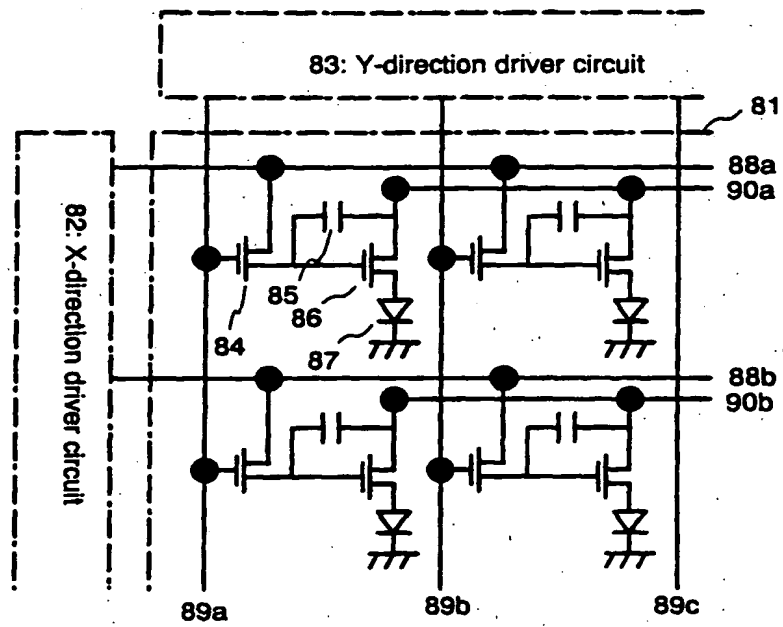 83: Y-direction driver circuit
81
88a
90a
82: X-direction driver circuit
85
86
84
87
88b
90b
89a
89b
89c